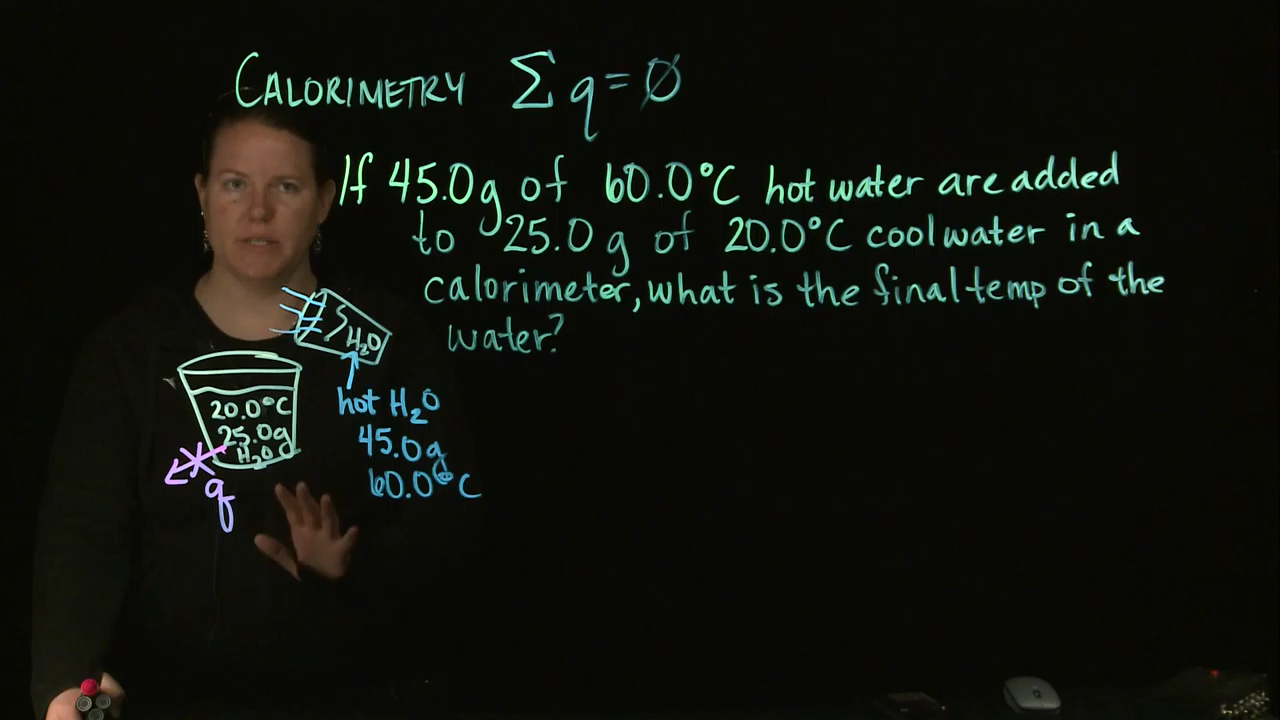 CALORIMETRY Σq=∅
If 45.0g of 60.0°C hot water are added
to 25.0 g of 20.0°C cool water in a
calorimeter, what is the final temp of the
water?
H₂O
20.0°C
25.0g
H₂O
q
hot H₂O
45.0g
60.0°C